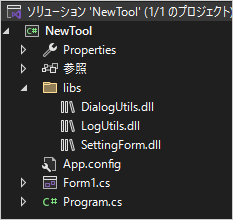 ソリューション 'NewTool' (1/1 のプロジェクト)
NewTool
Properties
参照
libs
DialogUtils.dll
LogUtils.dll
SettingForm.dll
App.config
Form1.cs
Program.cs